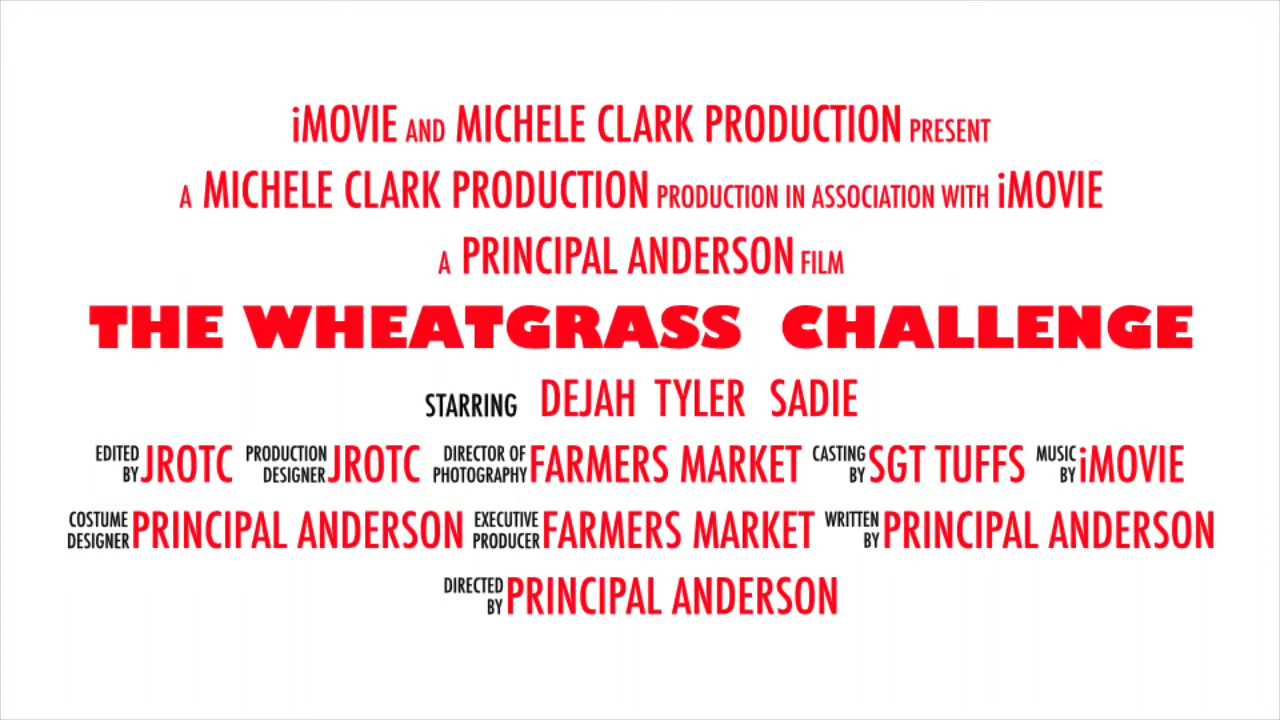 iMOVIE AND MICHELE CLARK PRODUCTION PRESENT
A MICHELE CLARK PRODUCTION PRODUCTION IN ASSOCIATION WITH iMOVIE
A PRINCIPAL ANDERSON FILM
THE WHEATGRASS CHALLENGE
STARRING DEJAH TYLER SADIE
EDITED BY JROTC PRODUCTION DESIGNER JROTC DIRECTOR OF PHOTOGRAPHY FARMERS MARKET CASTING BY SGT TUFFS MUSIC BY iMOVIE
COSTUME DESIGNER PRINCIPAL ANDERSON EXECUTIVE PRODUCER FARMERS MARKET WRITTEN BY PRINCIPAL ANDERSON
DIRECTED BY PRINCIPAL ANDERSON